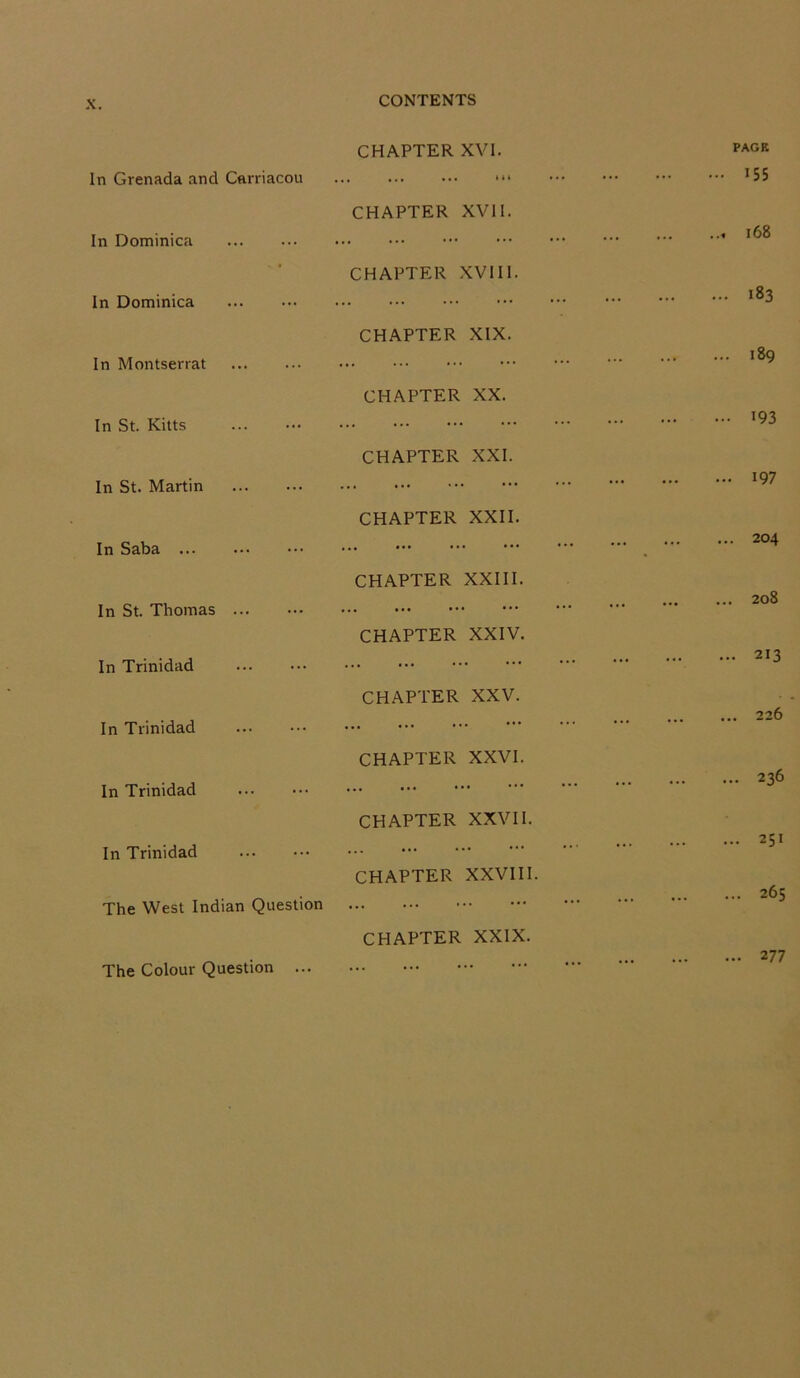 X. CONTENTS
CHAPTER XVI. PAGE
In Grenada and Carriacou ... ... ... ... ... ... ... ... 155
CHAPTER XVII.
In Dominica ... ... ... ... ... ... ... ... ... ... 168
CHAPTER XVIII.
In Dominica ... ... ... ... ... ... ... ... ... ... 183
CHAPTER XIX.
In Montserrat ... ... ... ... ... ... ... ... ... ... 189
CHAPTER XX.
In St. Kitts ... ... ... ... ... ... ... ... ... ... 193
CHAPTER XXI.
In St. Martin ... ... ... ... ... ... ... ... ... ... 197
CHAPTER XXII.
In Saba ... ... ... ... ... ... ... ... ... ... ... 204
CHAPTER XXIII.
In St. Thomas ... ... ... ... ... ... ... ... ... ... 208
CHAPTER XXIV.
In Trinidad ... ... ... ... ... ... ... ... ... ... 213
CHAPTER XXV.
In Trinidad ... ... ... ... ... ... ... ... ... ... 226
CHAPTER XXVI.
In Trinidad ... ... ... ... ... ... ... ... ... ... 236
CHAPTER XXVII.
In Trinidad ... ... ... ... ... ... ... ... ... ... 251
CHAPTER XXVIII.
The West Indian Question ... ... ... ... ... ... ... ... 265
CHAPTER XXIX.
The Colour Question ... ... ... ... ... ... ... ... ... 277